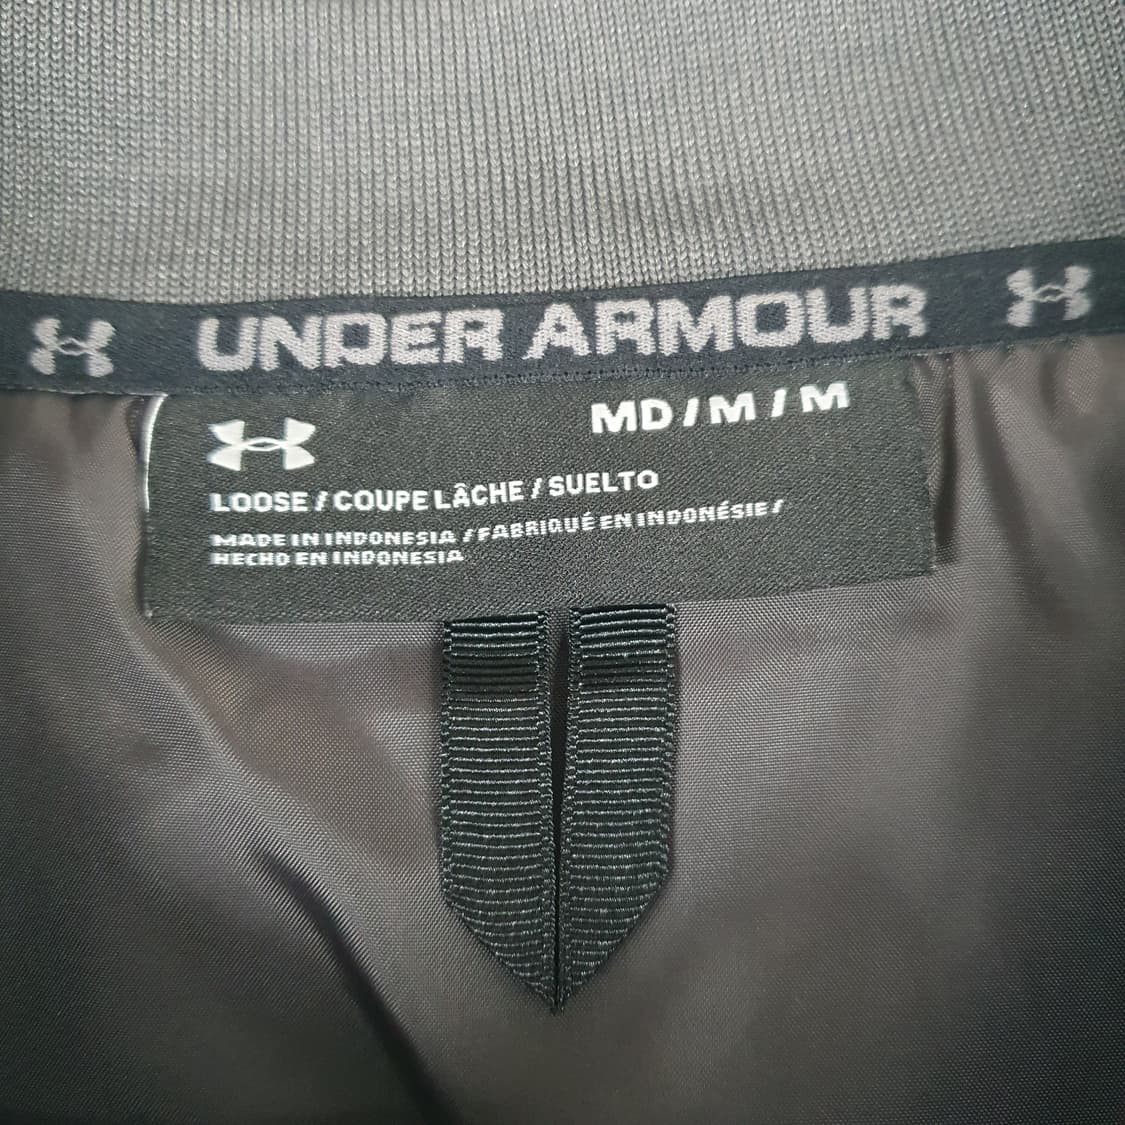 UNDER ARMOUR
MD / M / M
LOOSE / COUPE LÂCHE / SUELTO
MADE IN INDONESIA / FABRIQUÉ EN INDONÉSIE /
HECHO EN INDONESIA